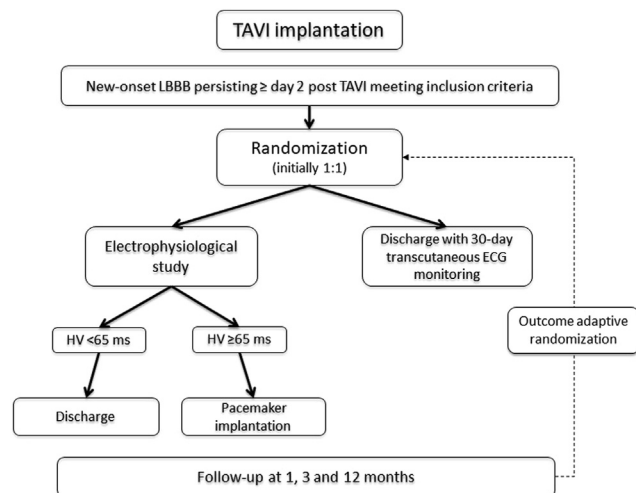 TAVI implantation
New-onset LBBB persisting ≥ day 2 post TAVI meeting inclusion criteria
Randomization
(initially 1:1)
Electrophysiological
study
Discharge with 30-day
transcutaneous ECG
monitoring
HV <65 ms
HV ≥65 ms
Outcome adaptive
randomization
Discharge
Pacemaker
implantation
Follow-up at 1, 3 and 12 months